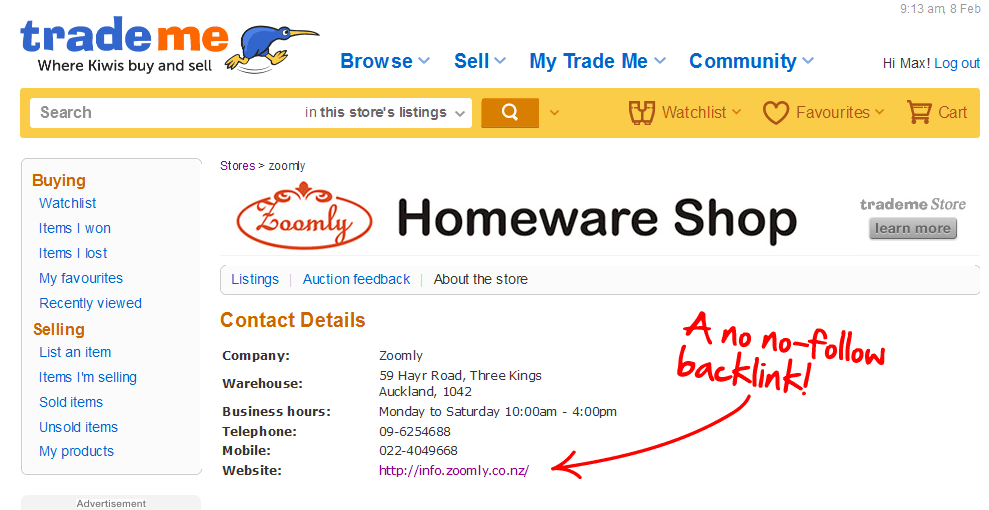 9:13 am, 8 Feb
trade me
Where Kiwis buy and sell
Browse Sell My Trade Me Community
Hi Max! Log out
Search in this store's listings
Watchlist Favourites Cart
Buying
Watchlist
Items I won
Items I lost
My favourites
Recently viewed
Selling
List an item
Items I'm selling
Sold items
Unsold items
My products
Advertisement
Stores > zoomly
Zoomly Homeware Shop
trademe Store
learn more
Listings | Auction feedback | About the store
Contact Details
Company: Zoomly
Warehouse: 59 Hayr Road, Three Kings
Auckland, 1042
Business hours: Monday to Saturday 10:00am - 4:00pm
Telephone: 09-6254688
Mobile: 022-4049668
Website: http://info.zoomly.co.nz/
A no no-follow
backlink!